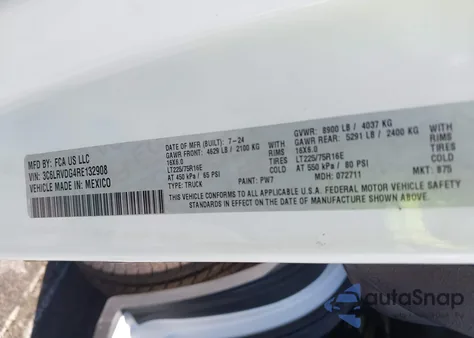 MFD BY: FCA US LLC
VIN: 3C6LRVDG4RE132908
VEHICLE MADE IN: MEXICO
DATE OF MFR (BUILT): 7-24
GAWR FRONT: 4629 LB / 2100 KG
16X6.0
LT225/75R16E
AT 450 kPa / 65 PSI
TYPE: TRUCK
WITH
TIRES
RIMS
GVWR: 8900 LB / 4037 KG
GAWR REAR: 5291 LB / 2400 KG
16X6.0
LT225/75R16E
AT 550 kPa / 80 PSI
WITH
TIRES
RIMS
PAINT: PW7
MDH: 072711
MKT: B75
THIS VEHICLE CONFORMS TO ALL APPLICABLE FEDERAL MOTOR VEHICLE SAFETY
STANDARDS IN EFFECT ON THE DATE OF MANUFACTURE SHOWN ABOVE.
autoSnap